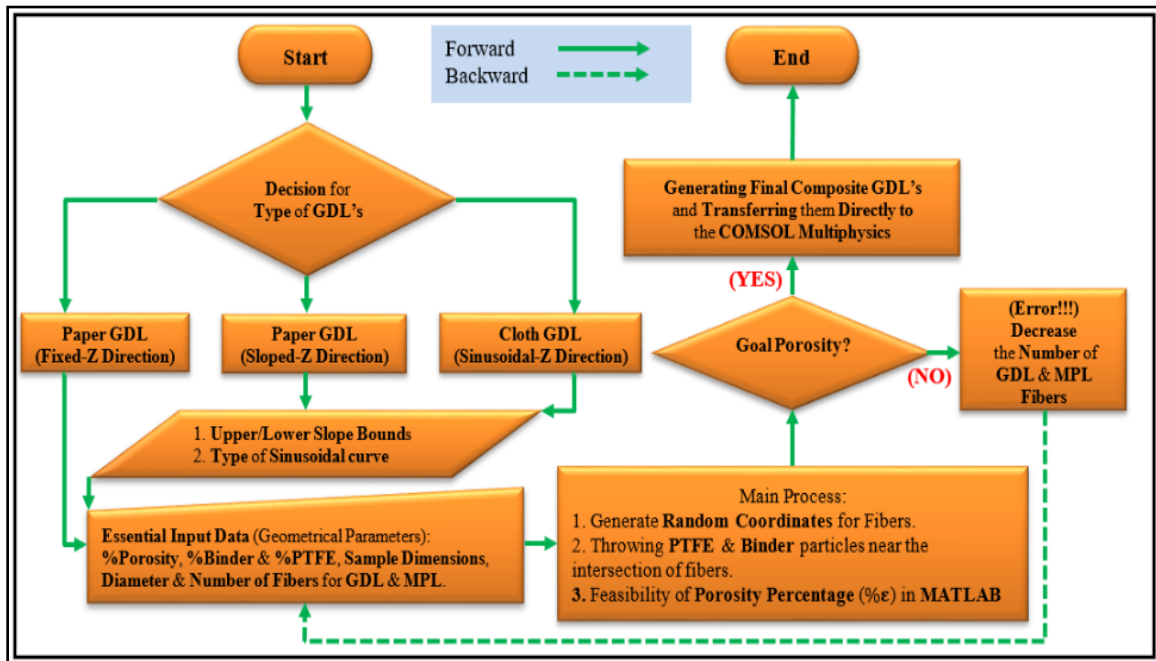 Start
Forward
Backward
End
Decision for
Type of GDL's
Generating Final Composite GDL's
and Transferring them Directly to
the COMSOL Multiphysics
(YES)
Paper GDL
(Fixed-Z Direction)
Paper GDL
(Sloped-Z Direction)
Cloth GDL
(Sinusoidal-Z Direction)
Goal Porosity?
(NO)
(Error!!!)
Decrease
the Number of
GDL & MPL
Fibers
1. Upper/Lower Slope Bounds
2. Type of Sinusoidal curve
Essential Input Data (Geometrical Parameters):
%Porosity, %Binder & %PTFE, Sample Dimensions,
Diameter & Number of Fibers for GDL & MPL.
Main Process:
1. Generate Random Coordinates for Fibers.
2. Throwing PTFE & Binder particles near the
intersection of fibers.
3. Feasibility of Porosity Percentage (%ε) in MATLAB